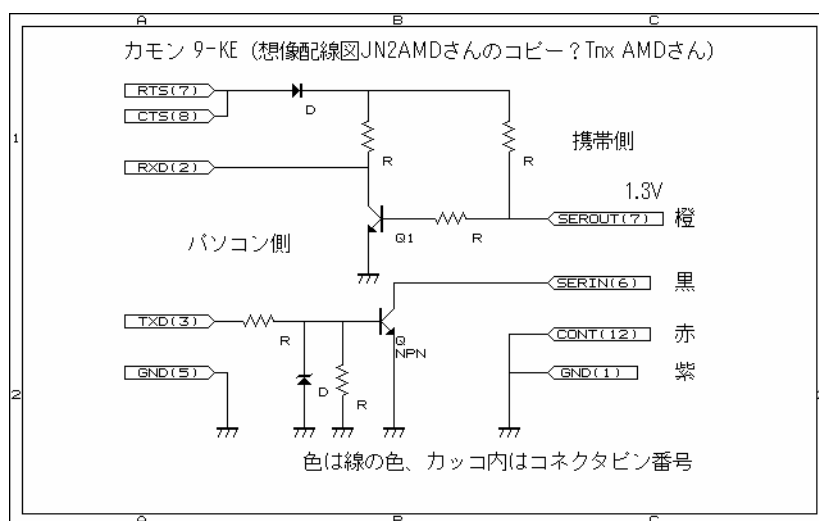 A B C
カモン 9-KE (想像配線図JN2AMDさんのコピー?Tnx AMDさん)
RTS(7)
CTS(8)
D
1
R
R
携帯側
RXD(2)
1.3V
SEROUT(7) 橙
Q1
R
パソコン側
SERIN(6) 黒
TXD(3)
R
Q
NPN
CONT(12) 赤
GND(5)
GND(1) 紫
D
R
2
2
色は線の色、カッコ内はコネクタピン番号
A B C